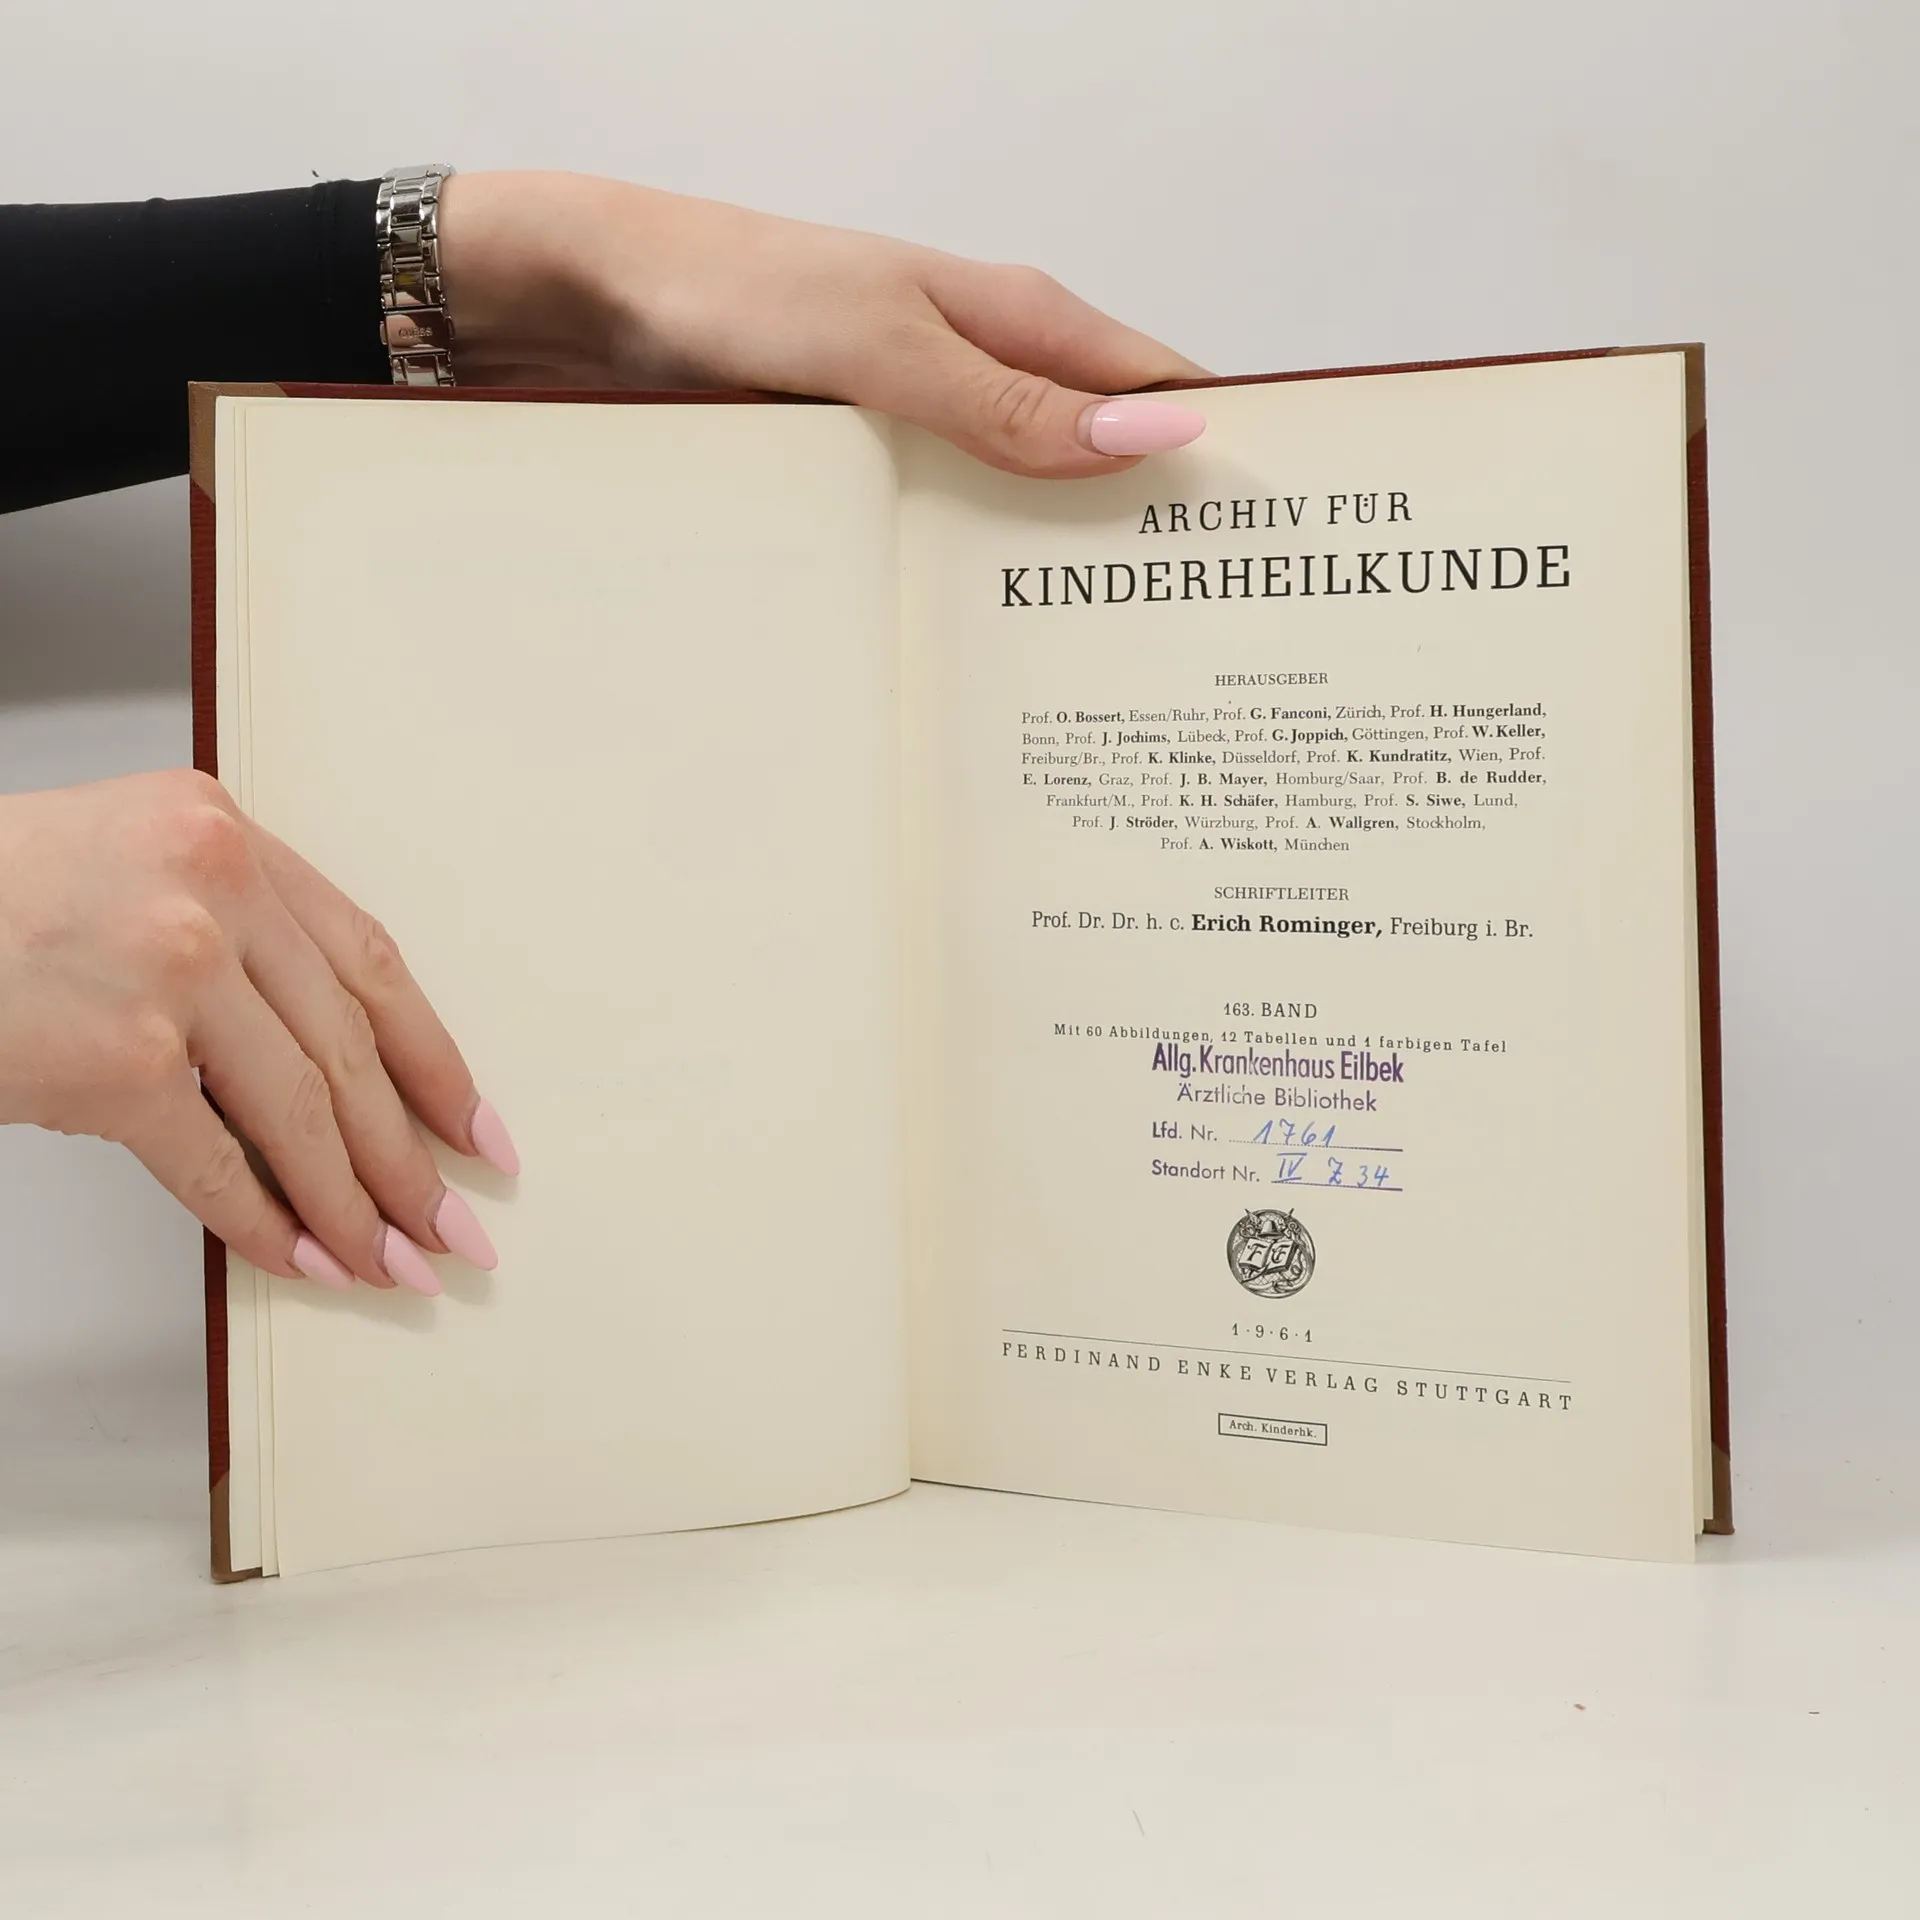 GUESS
ARCHIV FÜR
KINDERHEILKUNDE
HERAUSGEBER
Prof. O. Bossert, Essen/Ruhr, Prof. G. Fanconi, Zürich, Prof. H. Hungerland,
Bonn, Prof. J. Jochims, Lübeck, Prof. G. Joppich, Göttingen, Prof. W. Keller,
Freiburg/Br., Prof. K. Klinke, Düsseldorf, Prof. K. Kundratitz, Wien, Prof.
E. Lorenz, Graz, Prof. J. B. Mayer, Homburg/Saar, Prof. B. de Rudder,
Frankfurt/M., Prof. K. H. Schäfer, Hamburg, Prof. S. Siwe, Lund,
Prof. J. Ströder, Würzburg, Prof. A. Wallgren, Stockholm,
Prof. A. Wiskott, München
SCHRIFTLEITER
Prof. Dr. Dr. h. c. Erich Rominger, Freiburg i. Br.
163. BAND
Mit 60 Abbildungen, 12 Tabellen und 1 farbigen Tafel
Allg. Krankenhaus Eilbek
Ärztliche Bibliothek
Lfd. Nr. 1761
Standort Nr. IV Z 34
F E
1·9·6·1
FERDINAND ENKE VERLAG STUTTGART
Arch. Kinderhk.